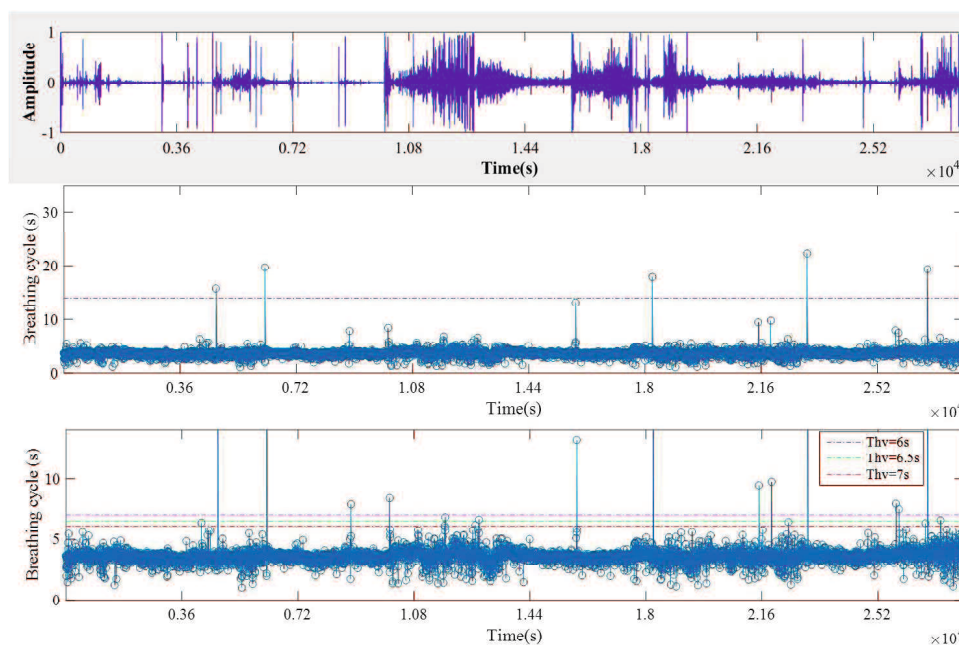 Amplitude
1
0
-1
0 0.36 0.72 1.08 1.44 1.8 2.16 2.52
Time(s)
×10⁴
3reathing cycle (s)
30
20
10
0
0.36 0.72 1.08 1.44 1.8 2.16 2.52
Time(s)
Breathing cycle (s)
10
5
0
Thv=6s
Thv=6.5s
Thv=7s
0.36 0.72 1.08 1.44 1.8 2.16 2.52
Time(s)